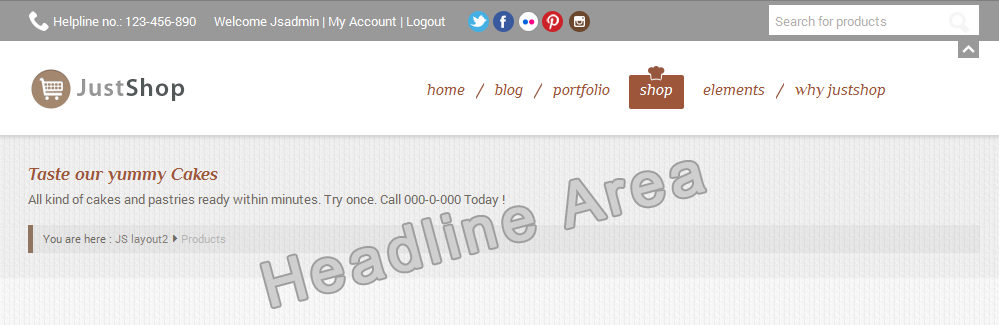 Helpline no.: 123-456-890 Welcome Jsadmin | My Account | Logout Search for products
JustShop home / blog / portfolio shop elements / why justshop
Taste our yummy Cakes
All kind of cakes and pastries ready within minutes. Try once. Call 000-0-000 Today !
You are here : JS layout2 Products
Headline Area